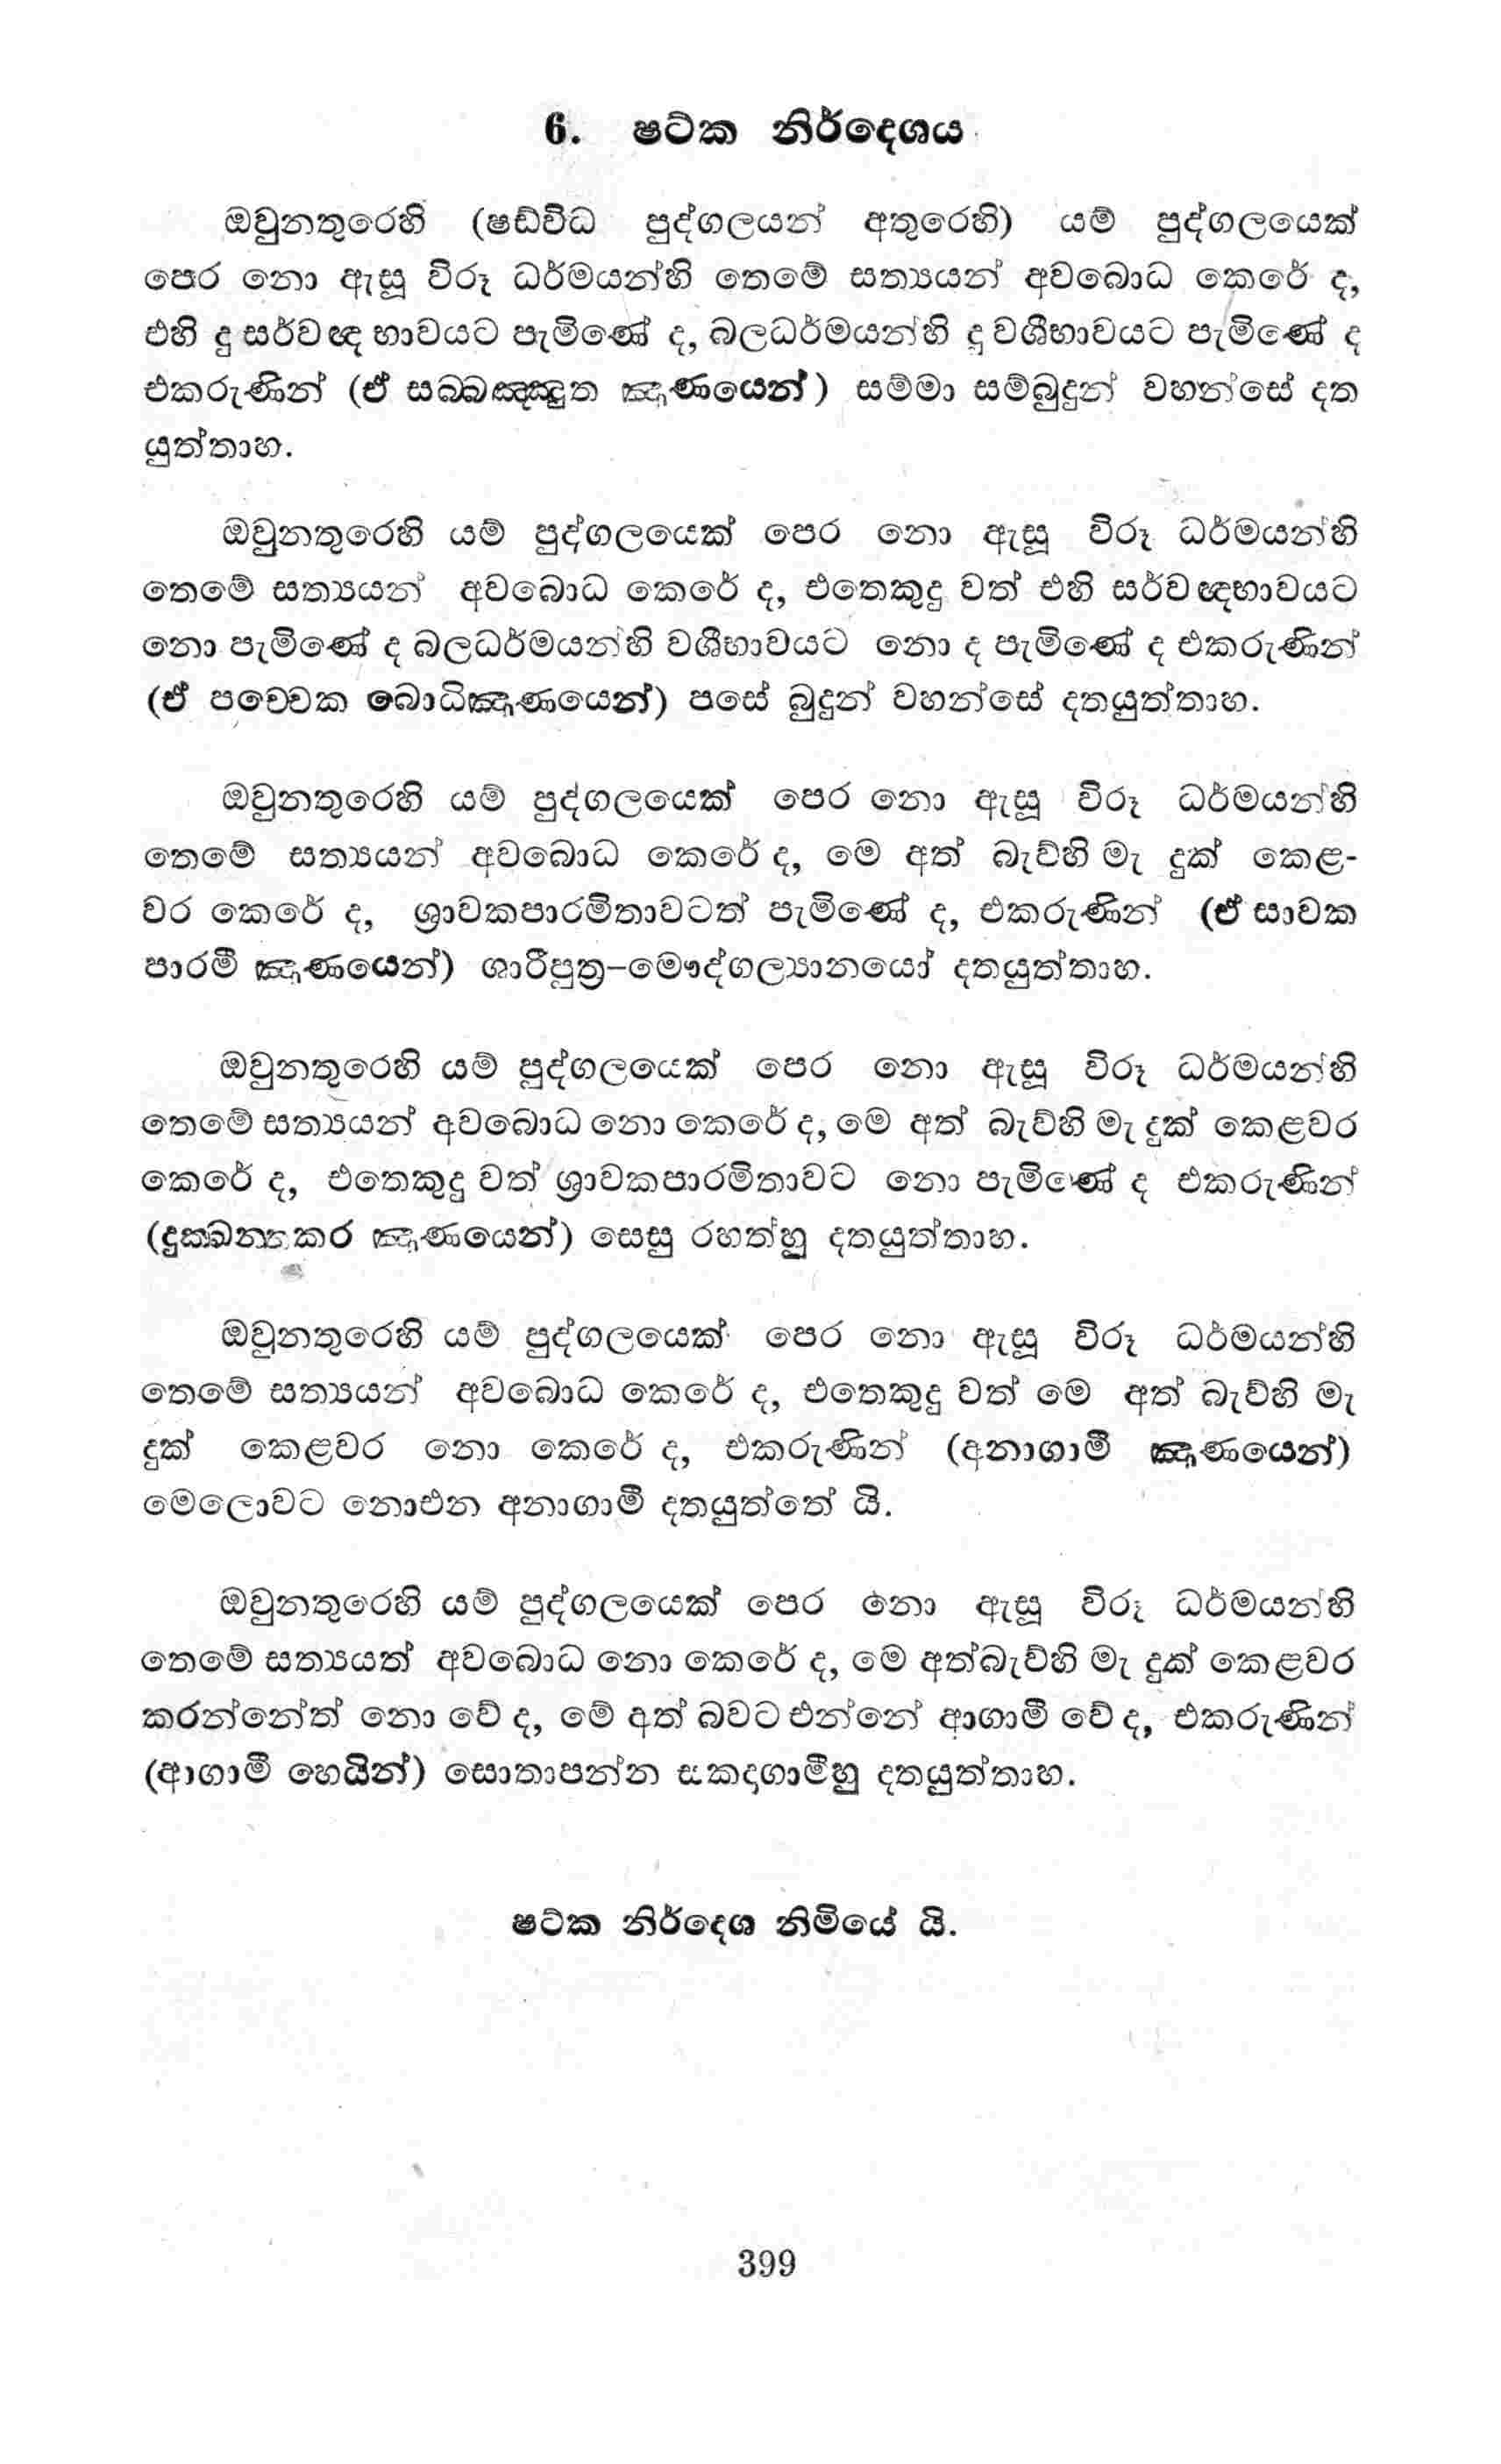 6. ෂට්ක නිර්දෙශය
ඔවුනතුරෙහි (ෂඩ්විධ පුද්ගලයන් අතුරෙහි) යම් පුද්ගලයෙක්
පෙර නො ඇසූ විරූ ධර්මයන්හි තෙමේ සත්‍යයන් අවබොධ කෙරේ ද,
එහි දු සර්වඥ භාවයට පැමිණේ ද, බලධර්මයන්හි දු වශීභාවයට පැමිණේ ද
එකරුණින් (ඒ සබ්බඤ්ඤුත ඤාණයෙන්) සම්මා සම්බුදුන් වහන්සේ දත
යුත්තාහ.
ඔවුනතුරෙහි යම් පුද්ගලයෙක් පෙර නො ඇසූ විරූ ධර්මයන්හි
තෙමේ සත්‍යයන් අවබොධ කෙරේ ද, එතෙකුදු වත් එහි සර්වඥභාවයට
නො පැමිණේ ද බලධර්මයන්හි වශීභාවයට නො ද පැමිණේ ද එකරුණින්
(ඒ පච්චෙක බොධිඤාණයෙන්) පසේ බුදුන් වහන්සේ දතයුත්තාහ.
ඔවුනතුරෙහි යම් පුද්ගලයෙක් පෙර නො ඇසූ විරූ ධර්මයන්හි
තෙමේ සත්‍යයන් අවබොධ කෙරේ ද, මෙ අත් බැව්හි මැ දුක් කෙළ-
වර කෙරේ ද, ශ්‍රාවකපාරමිතාවටත් පැමිණේ ද, එකරුණින් (ඒ සාවක
පාරමී ඤාණයෙන්) ශාරීපුත්‍ර–මෞද්ගල්‍යානයෝ දතයුත්තාහ.
ඔවුනතුරෙහි යම් පුද්ගලයෙක් පෙර නො ඇසූ විරූ ධර්මයන්හි
තෙමේ සත්‍යයන් අවබොධ නො කෙරේ ද, මෙ අත් බැව්හි මැ දුක් කෙළවර
කෙරේ ද, එතෙකුදු වත් ශ්‍රාවකපාරමිතාවට නො පැමිණේ ද එකරුණින්
(දුක්ඛන්තකර ඤාණයෙන්) සෙසු රහත්හු දතයුත්තාහ.
ඔවුනතුරෙහි යම් පුද්ගලයෙක් පෙර නො ඇසූ විරූ ධර්මයන්හි
තෙමේ සත්‍යයන් අවබොධ කෙරේ ද, එතෙකුදු වත් මෙ අත් බැව්හි මැ
දුක් කෙළවර නො කෙරේ ද, එකරුණින් (අනාගාමී ඤාණයෙන්)
මෙලොවට නොඑන අනාගාමී දතයුත්තේ යි.
ඔවුනතුරෙහි යම් පුද්ගලයෙක් පෙර නො ඇසූ විරූ ධර්මයන්හි
තෙමේ සත්‍යයත් අවබොධ නො කෙරේ ද, මෙ අත්බැව්හි මැ දුක් කෙළවර
කරන්නේත් නො වේ ද, මේ අත් බවට එන්නේ ආගාමී වේ ද, එකරුණින්
(ආගාමී හෙයින්) සොතාපන්න සකදාගාමීහු දතයුත්තාහ.
ෂට්ක නිර්දෙශ නිමියේ යි.
399